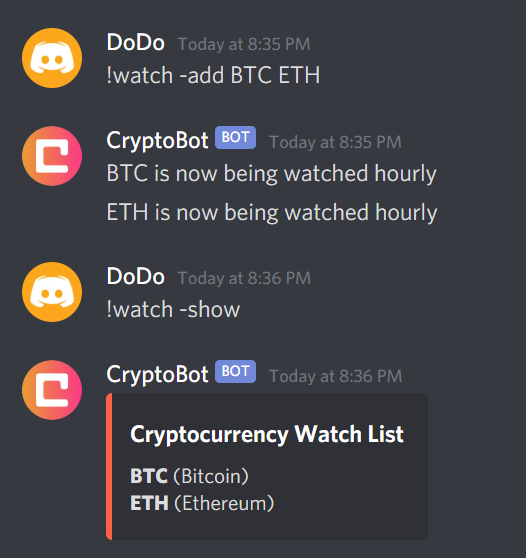 DoDo Today at 8:35 PM
!watch -add BTC ETH
CryptoBot BOT Today at 8:35 PM
BTC is now being watched hourly
ETH is now being watched hourly
DoDo Today at 8:36 PM
!watch -show
CryptoBot BOT Today at 8:36 PM
Cryptocurrency Watch List
BTC (Bitcoin)
ETH (Ethereum)